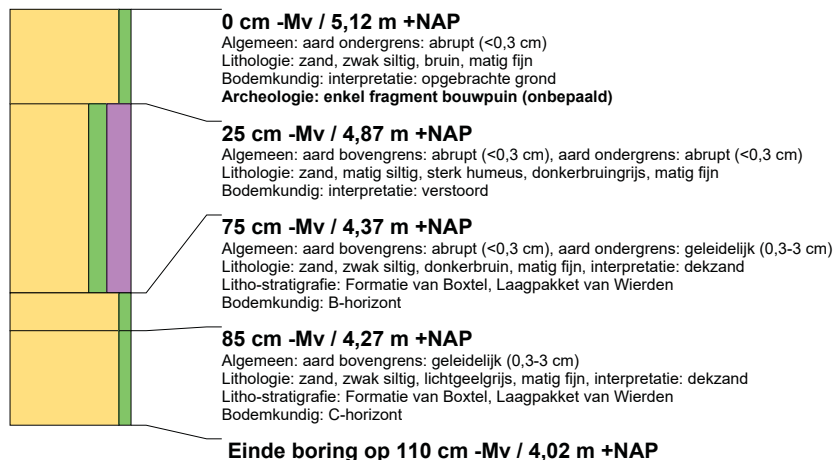 0 cm -Mv / 5,12 m +NAP
Algemeen: aard ondergrens: abrupt (<0,3 cm)
Lithologie: zand, zwak siltig, bruin, matig fijn
Bodemkundig: interpretatie: opgebrachte grond
Archeologie: enkel fragment bouwpuin (onbepaald)
25 cm -Mv / 4,87 m +NAP
Algemeen: aard bovengrens: abrupt (<0,3 cm), aard ondergrens: abrupt (<0,3 cm)
Lithologie: zand, matig siltig, sterk humeus, donkerbruingrijs, matig fijn
Bodemkundig: interpretatie: verstoord
75 cm -Mv / 4,37 m +NAP
Algemeen: aard bovengrens: abrupt (<0,3 cm), aard ondergrens: geleidelijk (0,3-3 cm)
Lithologie: zand, zwak siltig, donkerbruin, matig fijn, interpretatie: dekzand
Litho-stratigrafie: Formatie van Boxtel, Laagpakket van Wierden
Bodemkundig: B-horizont
85 cm -Mv / 4,27 m +NAP
Algemeen: aard bovengrens: geleidelijk (0,3-3 cm)
Lithologie: zand, zwak siltig, lichtgeelgrijs, matig fijn, interpretatie: dekzand
Litho-stratigrafie: Formatie van Boxtel, Laagpakket van Wierden
Bodemkundig: C-horizont
Einde boring op 110 cm -Mv / 4,02 m +NAP